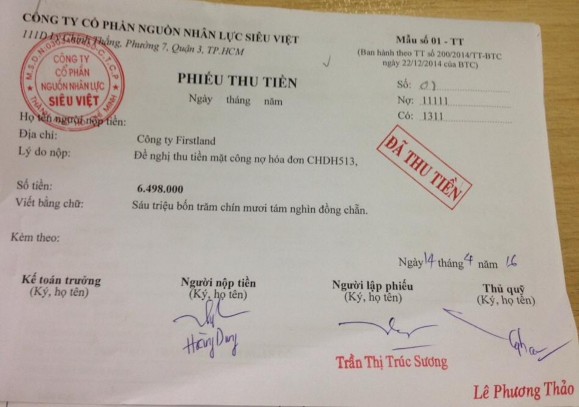 CÔNG TY CỔ PHẦN NGUỒN NHÂN LỰC SIÊU VIỆT
111D Lý Chính Thắng, Phường 7, Quận 3, TP.HCM
Mẫu số 01 - TT
(Ban hành theo TT số 200/2014/TT-BTC
ngày 22/12/2014 của BTC)
CÔNG TY
CỔ PHẦN
NGUỒN NHÂN LỰC
SIÊU VIỆT
PHIẾU THU TIỀN
Ngày tháng năm
Số: 01
Nợ: 11111
Có: 1311
Họ tên người nộp tiền:
Địa chỉ: Công ty Firstland
Lý do nộp: Đề nghị thu tiền mặt công nợ hóa đơn CHDH513,
ĐÃ THU TIỀN
Số tiền: 6.498.000
Viết bằng chữ: Sáu triệu bốn trăm chín mươi tám nghìn đồng chẵn.
Kèm theo:
Ngày 14 tháng 4 năm 16
Kế toán trưởng Người nộp tiền Người lập phiếu Thủ quỹ
(Ký, họ tên) (Ký, họ tên) (Ký, họ tên) (Ký, họ tên)
Trần Thị Trúc Sương
Lê Phương Thảo